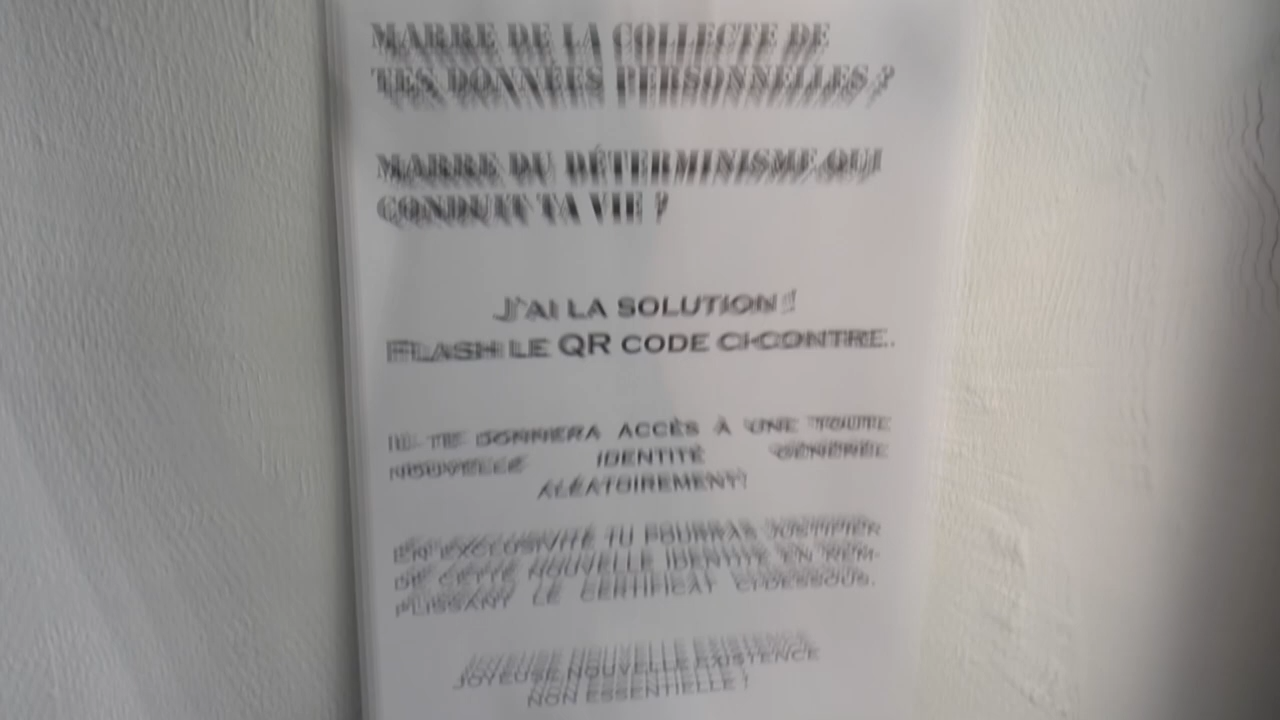 MARRE DE LA COLLECTE DE
TES DONNÉES PERSONNELLES ?
MARRE DU DÉTERMINISME QUI
CONDUIT TA VIE ?
J'AI LA SOLUTION !
FLASH LE QR CODE CI-CONTRE.
IL TE DONNERA ACCÈS À UNE TOUTE
NOUVELLE IDENTITÉ GÉNÉRÉE
ALÉATOIREMENT!
EN EXCLUSIVITÉ TU POURRAS JUSTIFIER
DE CETTE NOUVELLE IDENTITÉ EN REM-
PLISSANT LE CERTIFICAT CI-DESSOUS.
JOYEUSE NOUVELLE EXISTENCE
NON ESSENTIELLE !